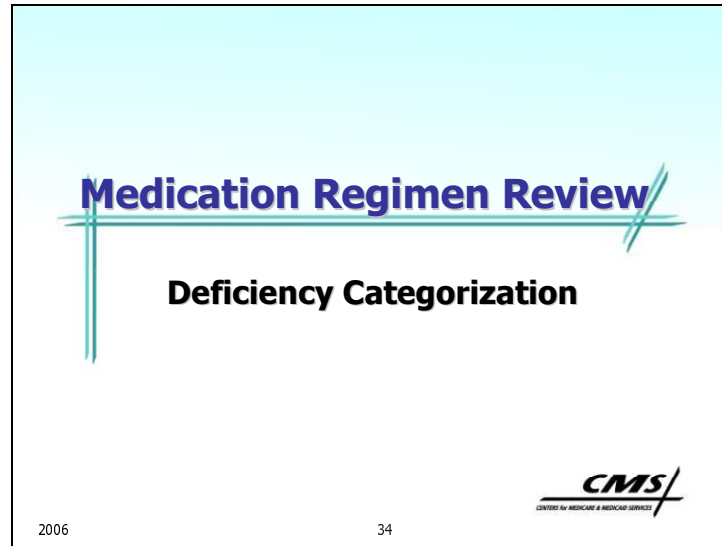 Medication Regimen Review
Deficiency Categorization
CMS
CENTERS for MEDICARE & MEDICAID SERVICES
2006
34